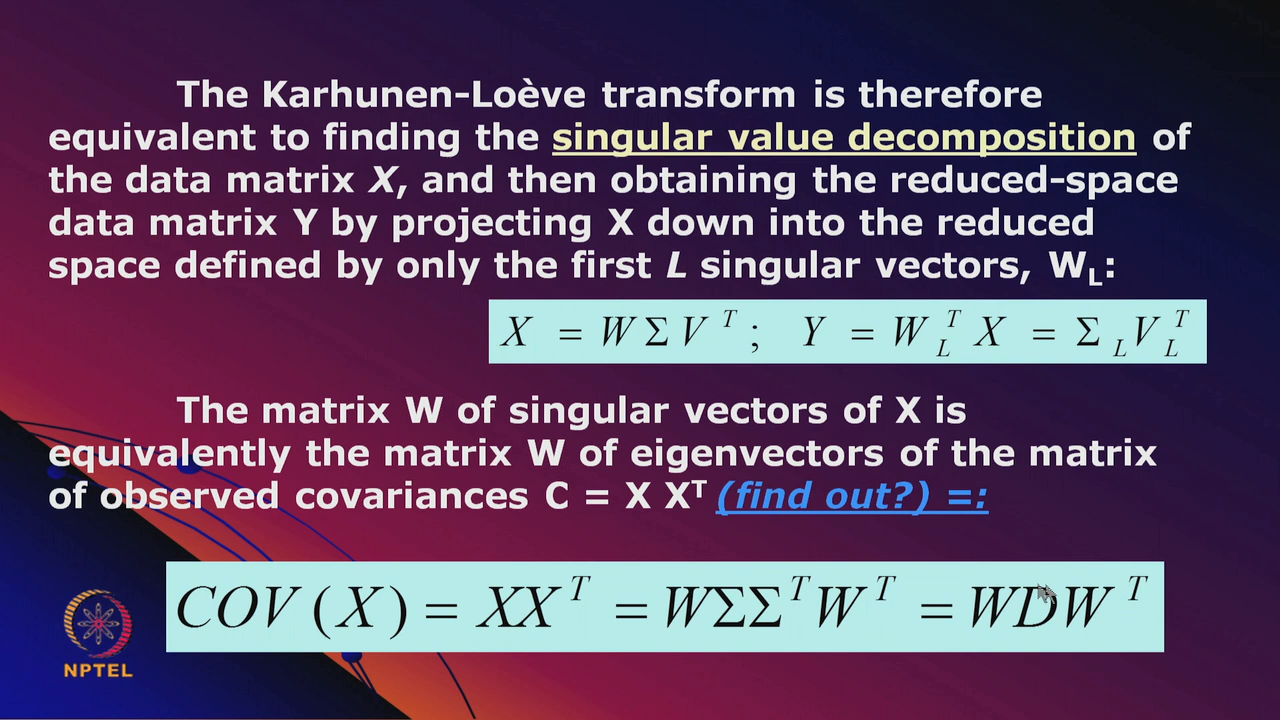 The Karhunen-Loève transform is therefore
equivalent to finding the singular value decomposition of
the data matrix X, and then obtaining the reduced-space
data matrix Y by projecting X down into the reduced
space defined by only the first L singular vectors, W_L:
X = W Σ V^T ; Y = W_L^T X = Σ_L V_L^T
The matrix W of singular vectors of X is
equivalently the matrix W of eigenvectors of the matrix
of observed covariances C = X X^T (find out?) =:
COV (X) = XX^T = WΣΣ^T W^T = WDW^T
NPTEL